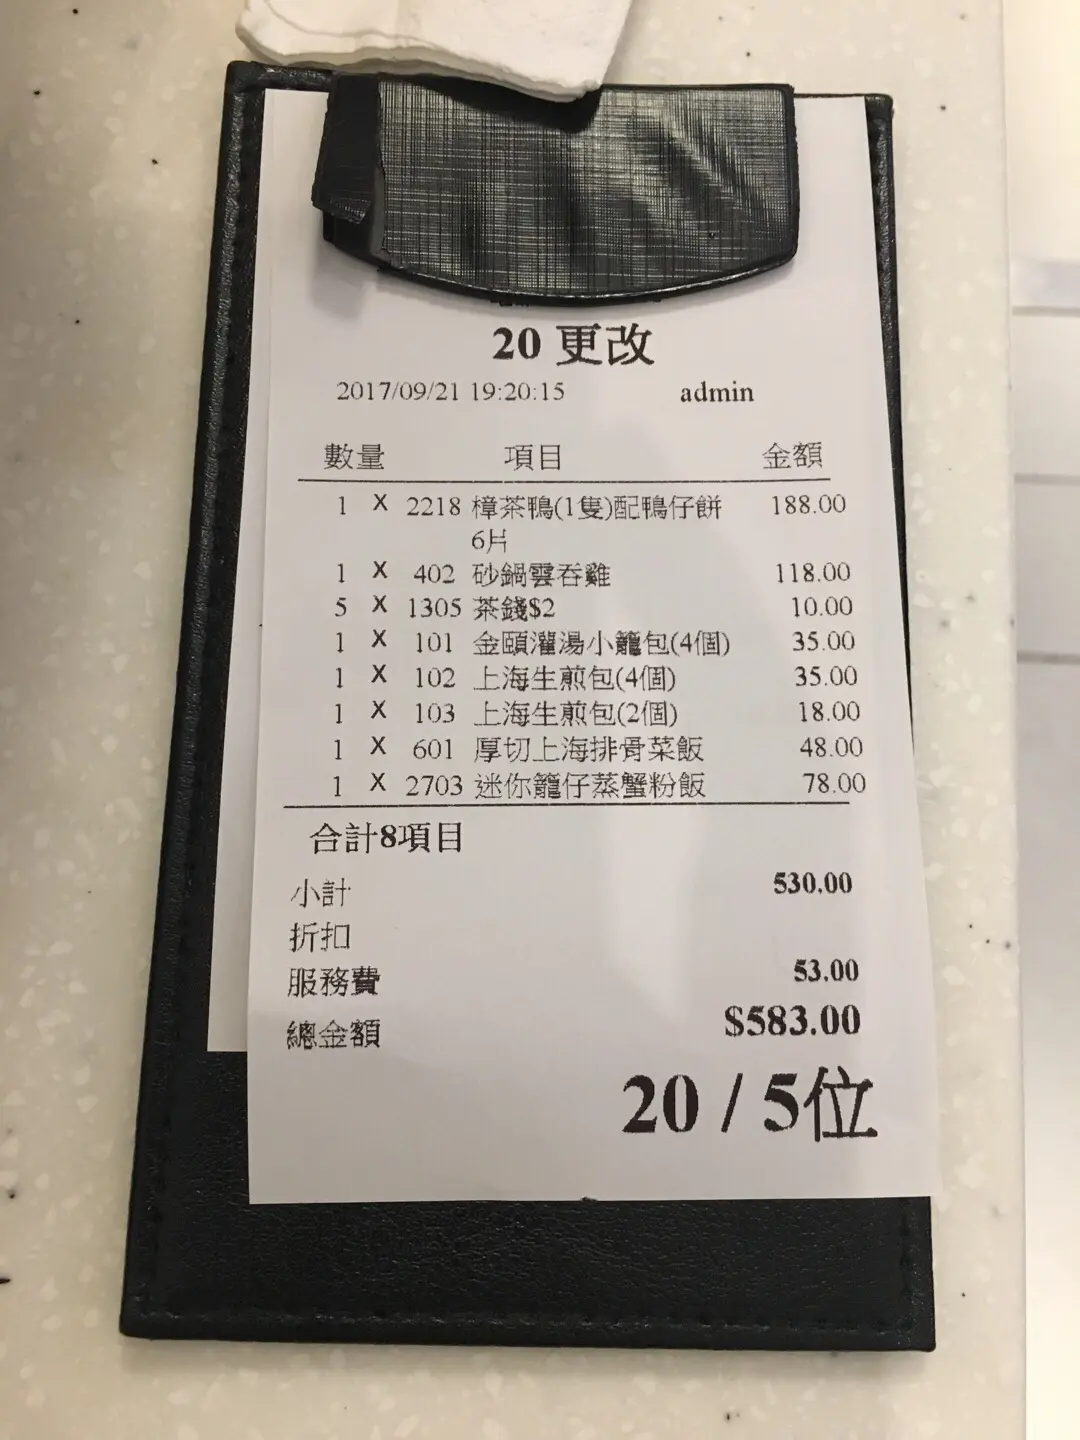 20 更改
2017/09/21 19:20:15 admin
數量 項目 金額
1 X 2218 樟茶鴨(1隻)配鴨仔餅 188.00
6片
1 X 402 砂鍋雲吞雞 118.00
5 X 1305 茶錢$2 10.00
1 X 101 金頤灌湯小籠包(4個) 35.00
1 X 102 上海生煎包(4個) 35.00
1 X 103 上海生煎包(2個) 18.00
1 X 601 厚切上海排骨菜飯 48.00
1 X 2703 迷你籠仔蒸蟹粉飯 78.00
合計8項目
小計 530.00
折扣
服務費 53.00
總金額 $583.00
20 / 5位